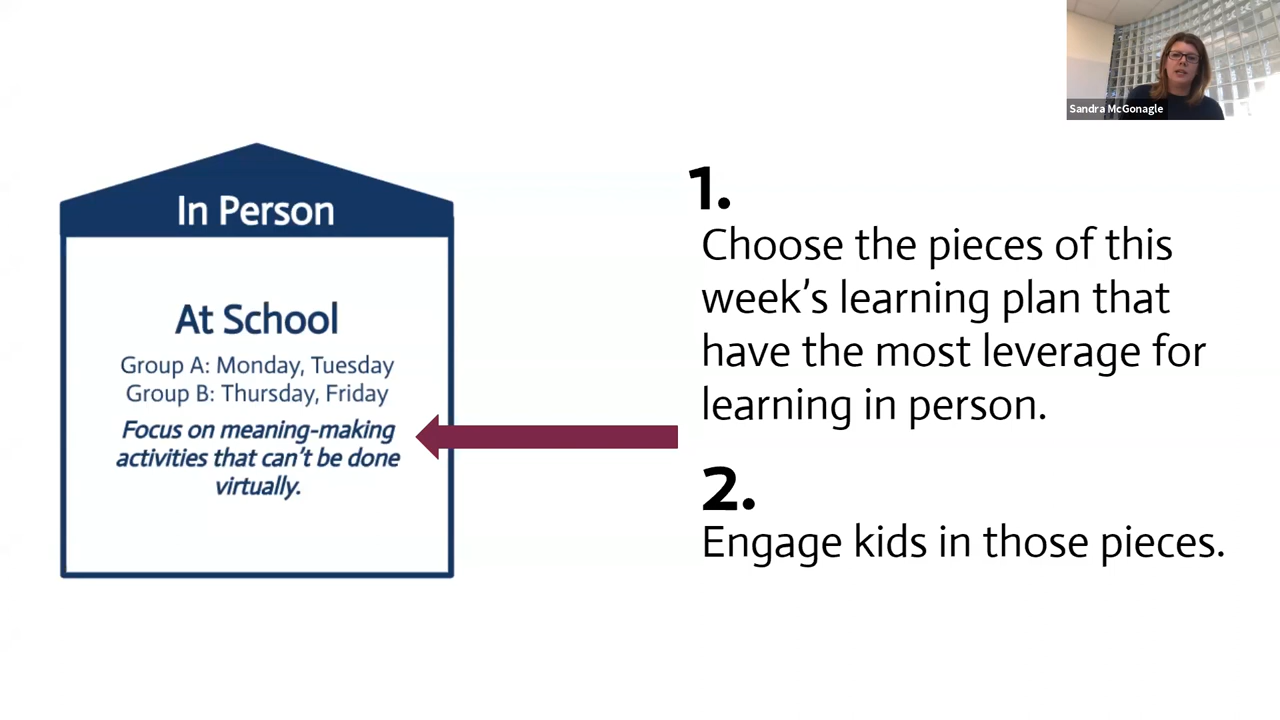 Sandra McGonagle
In Person
At School
Group A: Monday, Tuesday
Group B: Thursday, Friday
Focus on meaning-making
activities that can't be done
virtually.
1.
Choose the pieces of this
week's learning plan that
have the most leverage for
learning in person.
2.
Engage kids in those pieces.